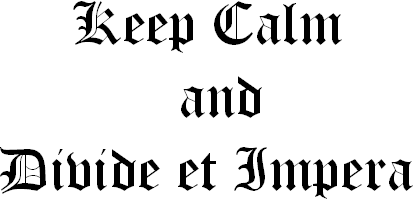 Keep Calm
and
Divide et Impera